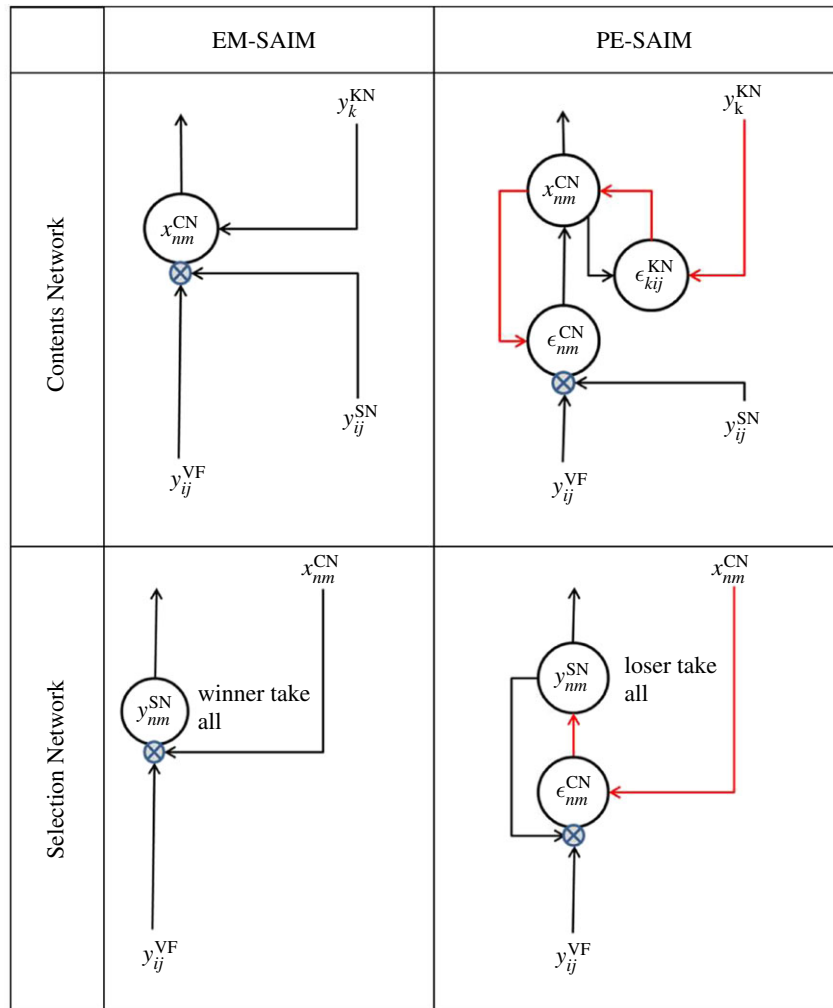 EM-SAIM
PE-SAIM
Contents Network
y_k^KN
x_nm^CN
y_ij^SN
y_ij^VF
y_k^KN
x_nm^CN
ϵ_kij^KN
ϵ_nm^CN
y_ij^SN
y_ij^VF
Selection Network
x_nm^CN
y_nm^SN
winner take
all
y_ij^VF
x_nm^CN
y_nm^SN
loser take
all
ϵ_nm^CN
y_ij^VF